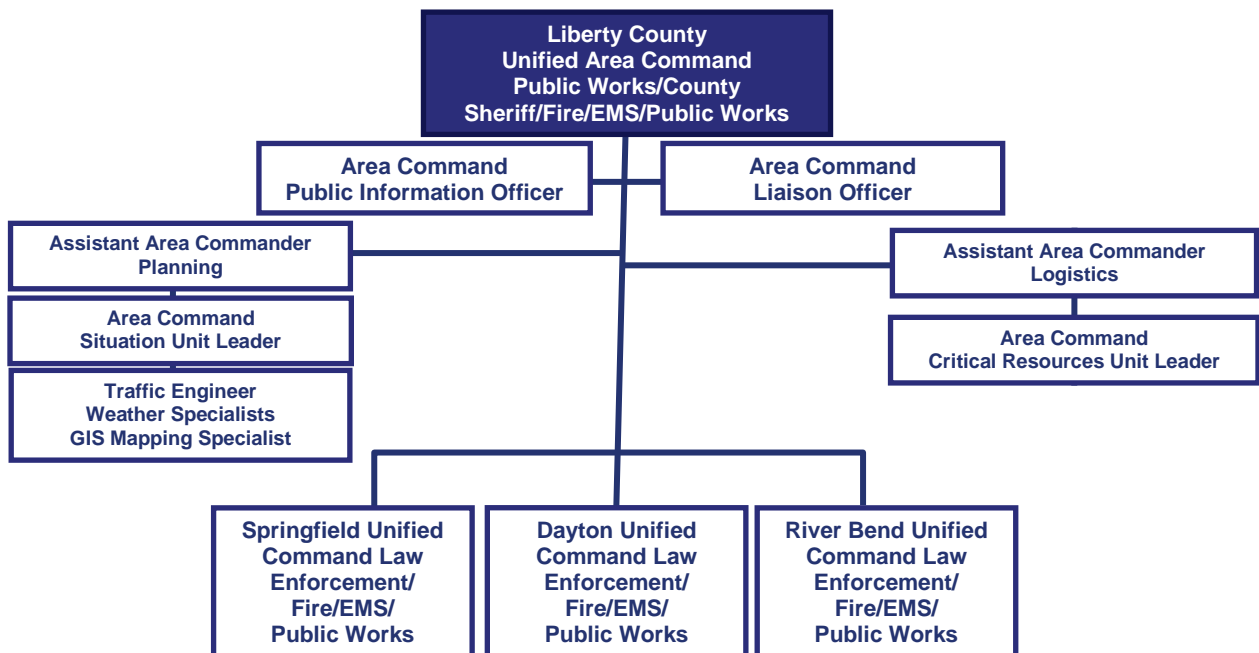 Liberty County
Unified Area Command
Public Works/County
Sheriff/Fire/EMS/Public Works
Area Command
Public Information Officer
Area Command
Liaison Officer
Assistant Area Commander
Planning
Assistant Area Commander
Logistics
Area Command
Situation Unit Leader
Area Command
Critical Resources Unit Leader
Traffic Engineer
Weather Specialists
GIS Mapping Specialist
Springfield Unified
Command Law
Enforcement/
Fire/EMS/
Public Works
Dayton Unified
Command Law
Enforcement/
Fire/EMS/
Public Works
River Bend Unified
Command Law
Enforcement/
Fire/EMS/
Public Works